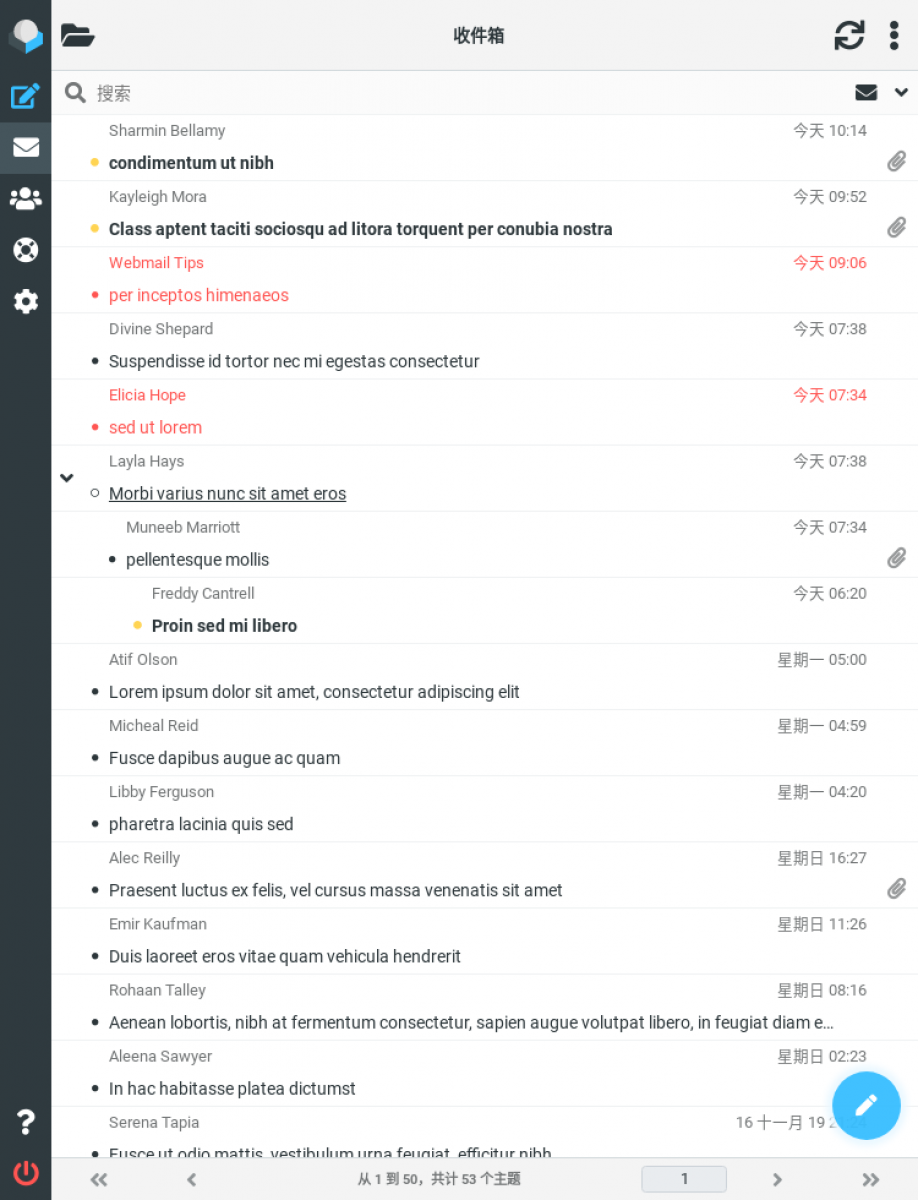 收件箱
搜索
Sharmin Bellamy 今天 10:14
condimentum ut nibh
Kayleigh Mora 今天 09:52
Class aptent taciti sociosqu ad litora torquent per conubia nostra
Webmail Tips 今天 09:06
per inceptos himenaeos
Divine Shepard 今天 07:38
Suspendisse id tortor nec mi egestas consectetur
Elicia Hope 今天 07:34
sed ut lorem
Layla Hays 今天 07:38
Morbi varius nunc sit amet eros
Muneeb Marriott 今天 07:34
pellentesque mollis
Freddy Cantrell 今天 06:20
Proin sed mi libero
Atif Olson 星期一 05:00
Lorem ipsum dolor sit amet, consectetur adipiscing elit
Micheal Reid 星期一 04:59
Fusce dapibus augue ac quam
Libby Ferguson 星期一 04:20
pharetra lacinia quis sed
Alec Reilly 星期日 16:27
Praesent luctus ex felis, vel cursus massa venenatis sit amet
Emir Kaufman 星期日 11:26
Duis laoreet eros vitae quam vehicula hendrerit
Rohaan Talley 星期日 08:16
Aenean lobortis, nibh at fermentum consectetur, sapien augue volutpat libero, in feugiat diam e…
Aleena Sawyer 星期日 02:23
In hac habitasse platea dictumst
Serena Tapia 16 十一月 19
Fusce ut odio mattis, vestibulum urna feugiat, efficitur nibh
从 1 到 50，共计 53 个主题 1